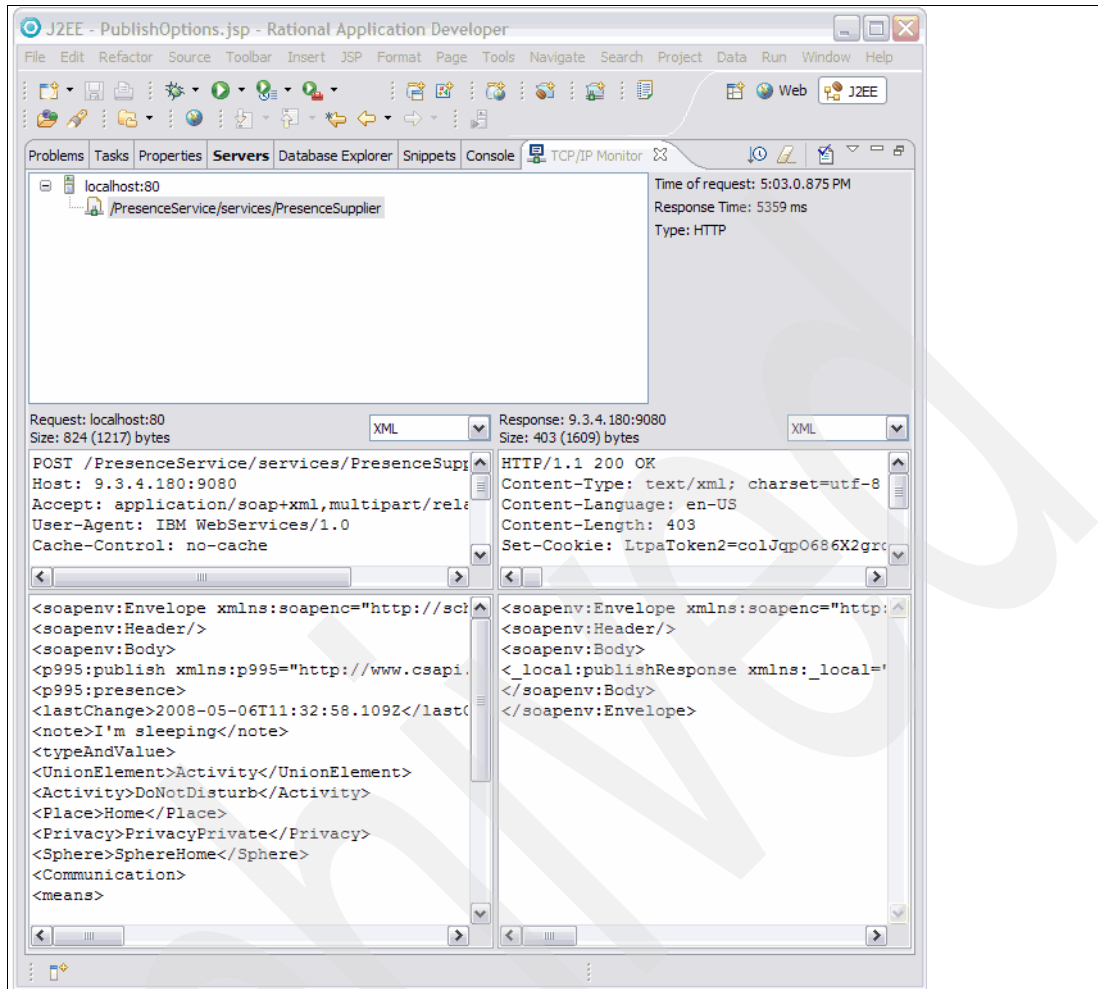 J2EE - PublishOptions.jsp - Rational Application Developer
File Edit Refactor Source Toolbar Insert JSP Format Page Tools Navigate Search Project Data Run Window Help
Web J2EE
Problems Tasks Properties Servers Database Explorer Snippets Console TCP/IP Monitor
localhost:80
/PresenceService/services/PresenceSupplier
Time of request: 5:03.0.875 PM
Response Time: 5359 ms
Type: HTTP
Request: localhost:80
Size: 824 (1217) bytes
XML
Response: 9.3.4.180:9080
Size: 403 (1609) bytes
XML
POST /PresenceService/services/PresenceSupp
Host: 9.3.4.180:9080
Accept: application/soap+xml,multipart/rela
User-Agent: IBM WebServices/1.0
Cache-Control: no-cache
HTTP/1.1 200 OK
Content-Type: text/xml; charset=utf-8
Content-Language: en-US
Content-Length: 403
Set-Cookie: LtpaToken2=colJqpO686X2gro
<soapenv:Envelope xmlns:soapenc="http://sch
<soapenv:Header/>
<soapenv:Body>
<p995:publish xmlns:p995="http://www.csapi.
<p995:presence>
<lastChange>2008-05-06T11:32:58.109Z</lastC
<note>I'm sleeping</note>
<typeAndValue>
<UnionElement>Activity</UnionElement>
<Activity>DoNotDisturb</Activity>
<Place>Home</Place>
<Privacy>PrivacyPrivate</Privacy>
<Sphere>SphereHome</Sphere>
<Communication>
<means>
<soapenv:Envelope xmlns:soapenc="http:
<soapenv:Header/>
<soapenv:Body>
<_local:publishResponse xmlns:_local="
</soapenv:Body>
</soapenv:Envelope>